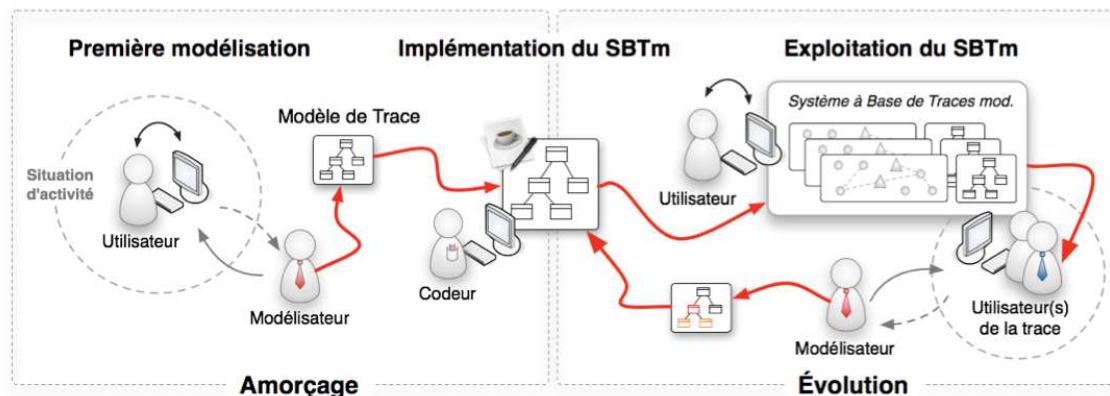 Première modélisation
Implémentation du SBTm
Exploitation du SBTm
Système à Base de Traces mod.
Modèle de Trace
Situation
d'activité
Utilisateur
Utilisateur
Codeur
Modélisateur
Utilisateur(s)
de la trace
Modélisateur
Amorçage
Évolution